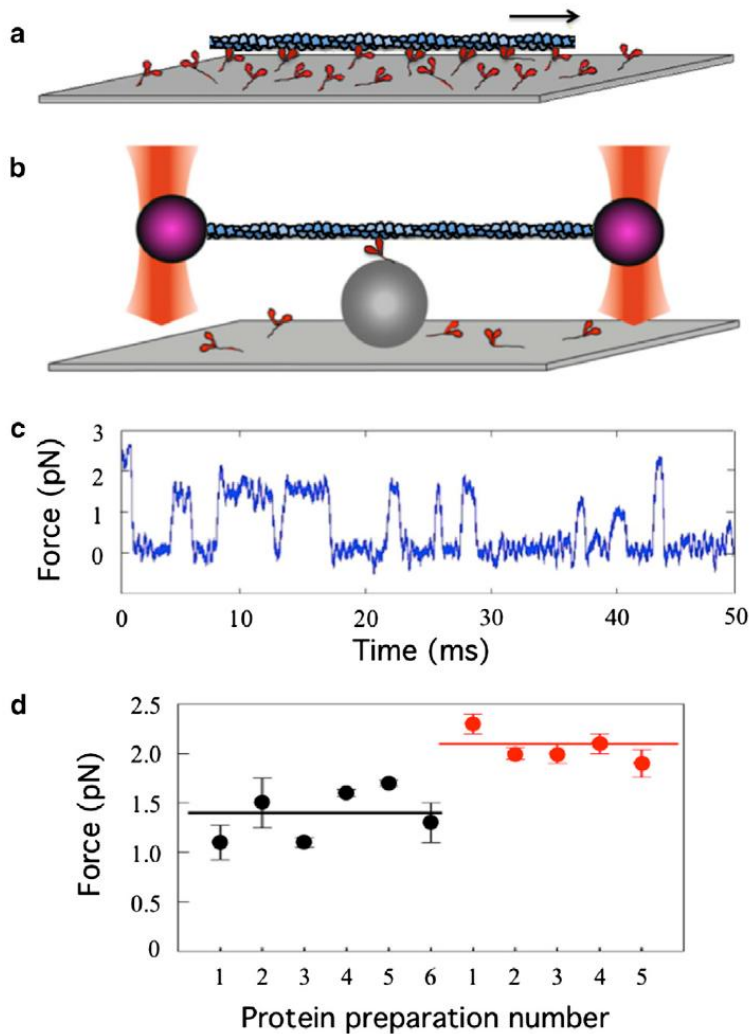 a
b
c
Force (pN)
3
2
1
0
0 10 20 30 40 50
Time (ms)
d
Force (pN)
2.5
2.0
1.5
1.0
0.5
0
1 2 3 4 5 6 1 2 3 4 5
Protein preparation number